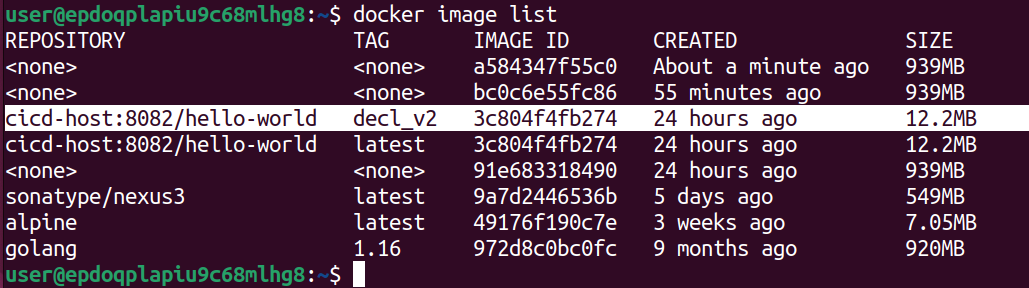 user@epdoqplapiu9c68mlhg8:~$ docker image list
REPOSITORY TAG IMAGE ID CREATED SIZE
<none> <none> a584347f55c0 About a minute ago 939MB
<none> <none> bc0c6e55fc86 55 minutes ago 939MB
cicd-host:8082/hello-world decl_v2 3c804f4fb274 24 hours ago 12.2MB
cicd-host:8082/hello-world latest 3c804f4fb274 24 hours ago 12.2MB
<none> <none> 91e683318490 24 hours ago 939MB
sonatype/nexus3 latest 9a7d2446536b 5 days ago 549MB
alpine latest 49176f190c7e 3 weeks ago 7.05MB
golang 1.16 972d8c0bc0fc 9 months ago 920MB
user@epdoqplapiu9c68mlhg8:~$